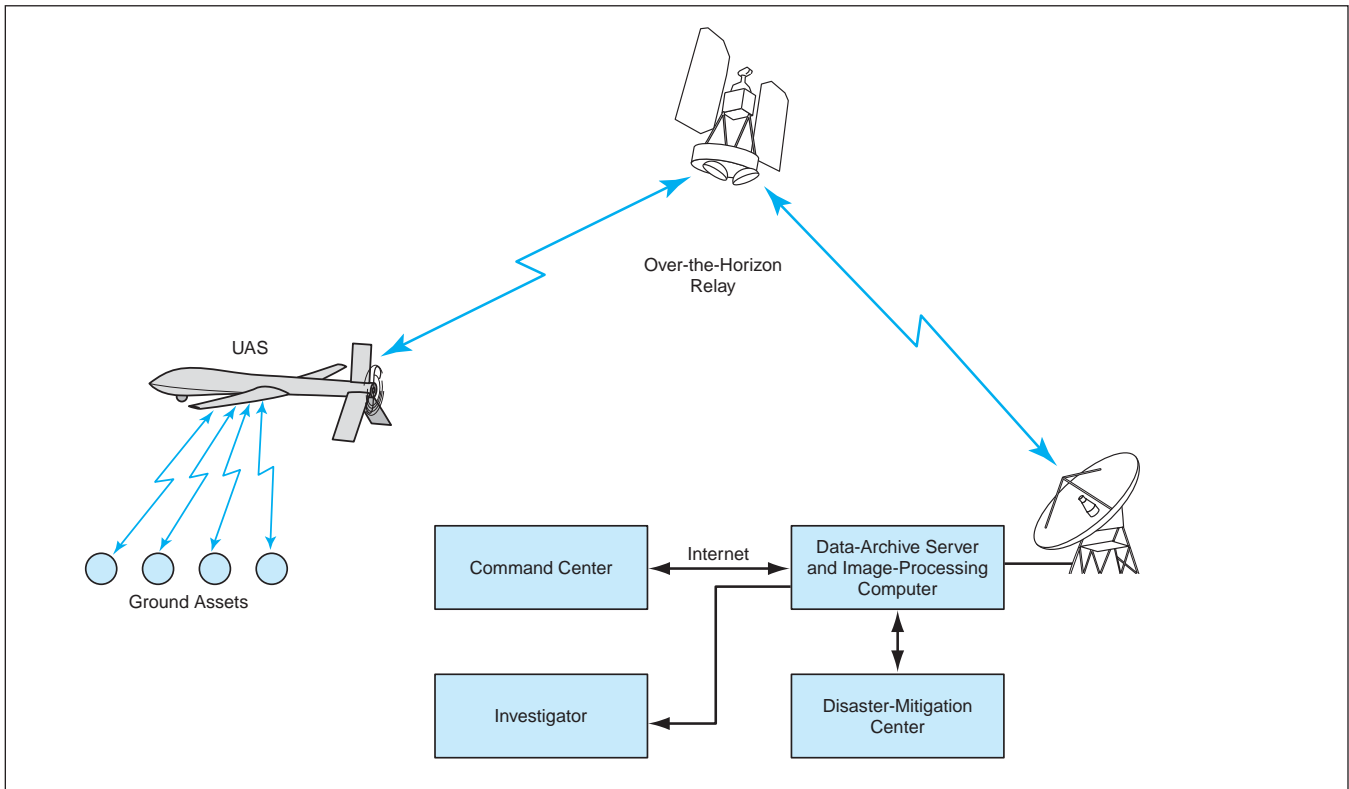 Over-the-Horizon
Relay
UAS
Ground Assets
Command Center
Internet
Data-Archive Server
and Image-Processing
Computer
Investigator
Disaster-Mitigation
Center